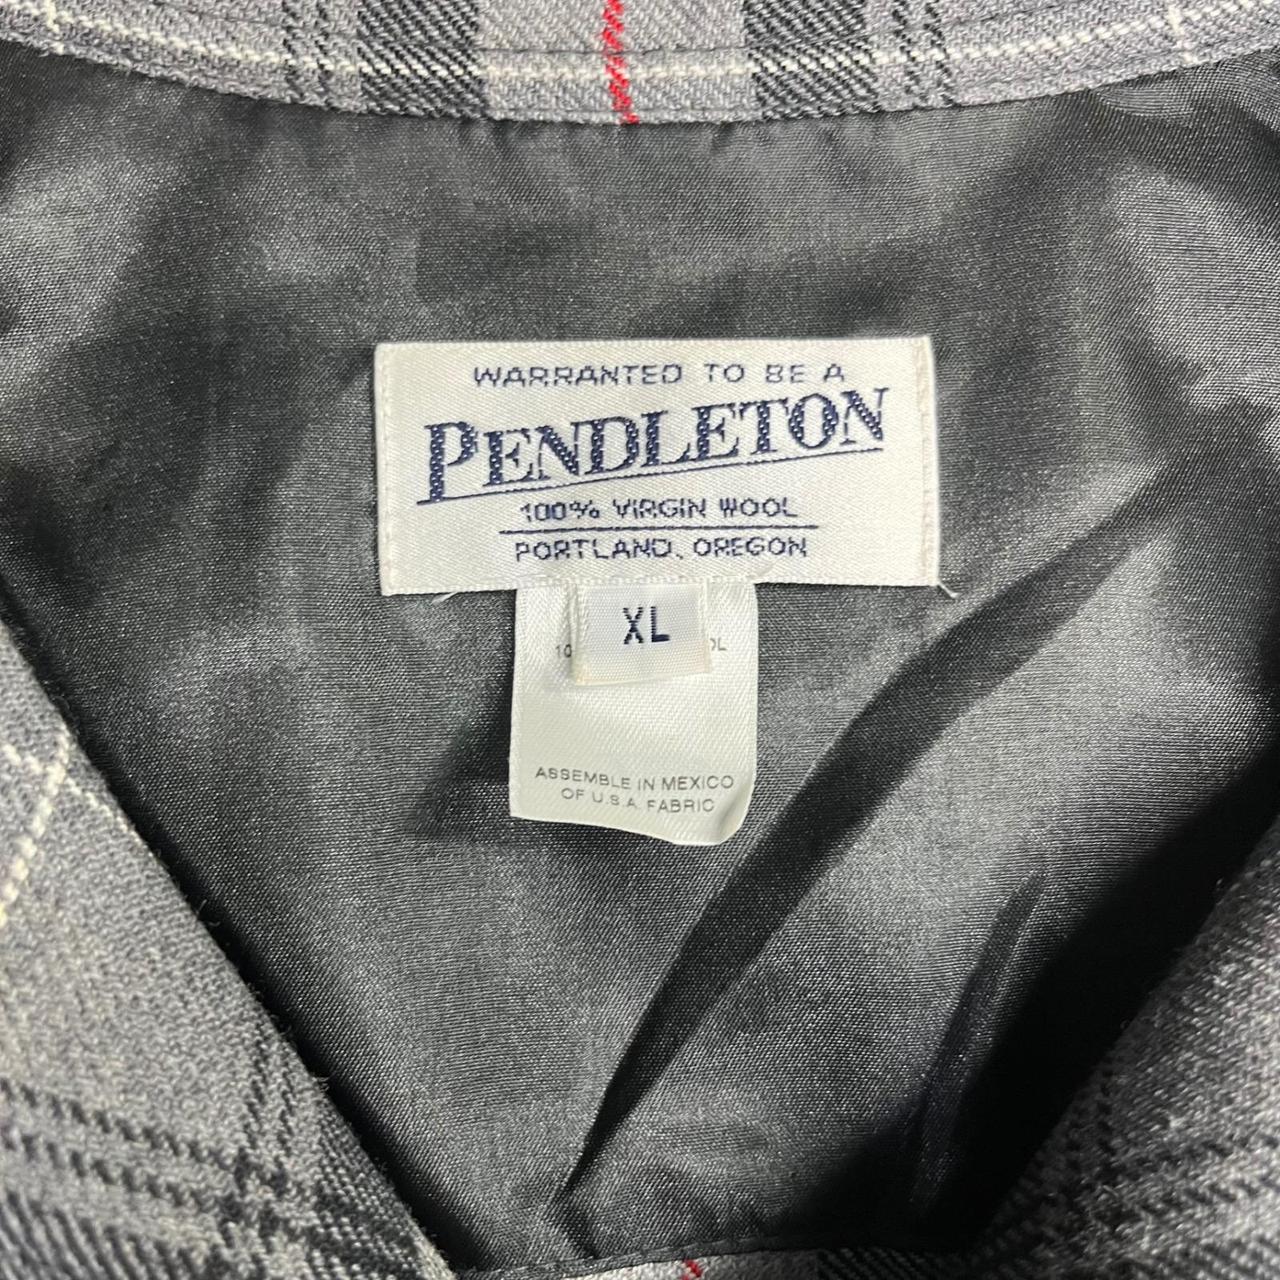 WARRANTED TO BE A
PENDLETON
100% VIRGIN WOOL
PORTLAND, OREGON
XL
ASSEMBLE IN MEXICO
OF U.S.A. FABRIC